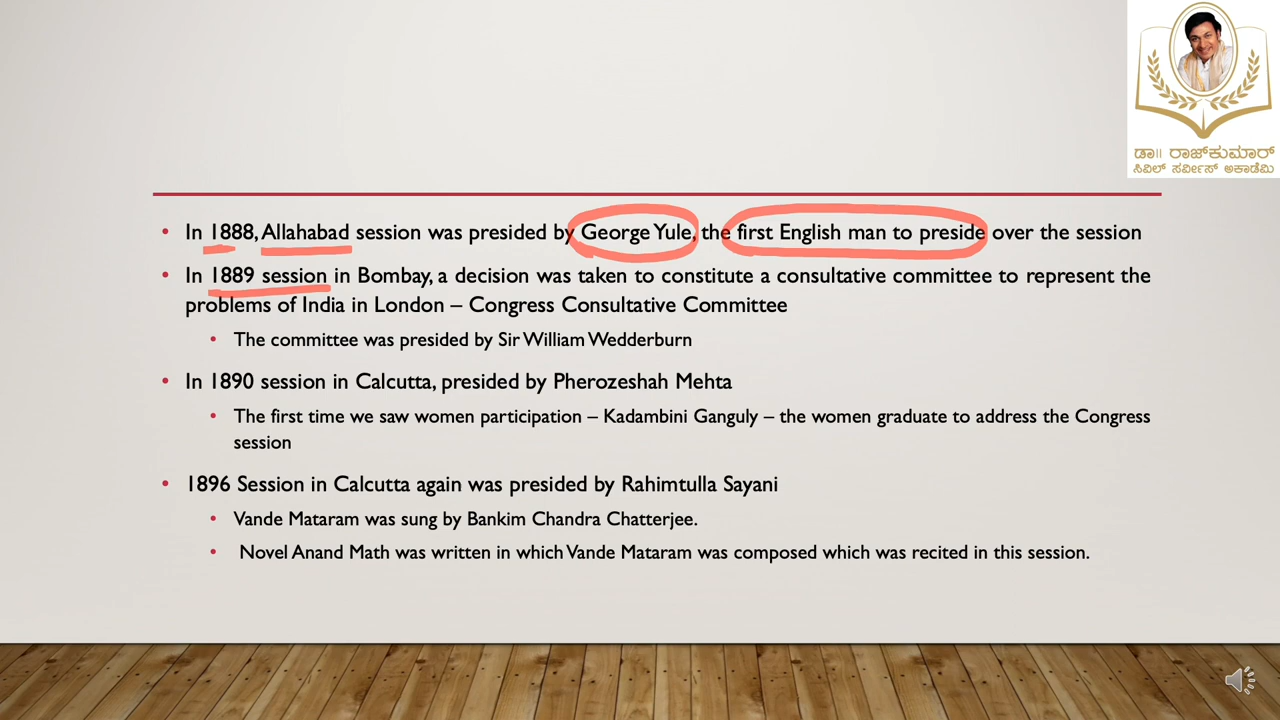 ಡಾ|| ರಾಜ್‌ಕುಮಾರ್
ಸಿವಿಲ್ ಸರ್ವೀಸ್ ಅಕಾಡೆಮಿ
• In 1888, Allahabad session was presided by George Yule, the first English man to preside over the session
• In 1889 session in Bombay, a decision was taken to constitute a consultative committee to represent the
problems of India in London – Congress Consultative Committee
• The committee was presided by Sir William Wedderburn
• In 1890 session in Calcutta, presided by Pherozeshah Mehta
• The first time we saw women participation – Kadambini Ganguly – the women graduate to address the Congress
session
• 1896 Session in Calcutta again was presided by Rahimtulla Sayani
• Vande Mataram was sung by Bankim Chandra Chatterjee.
• Novel Anand Math was written in which Vande Mataram was composed which was recited in this session.